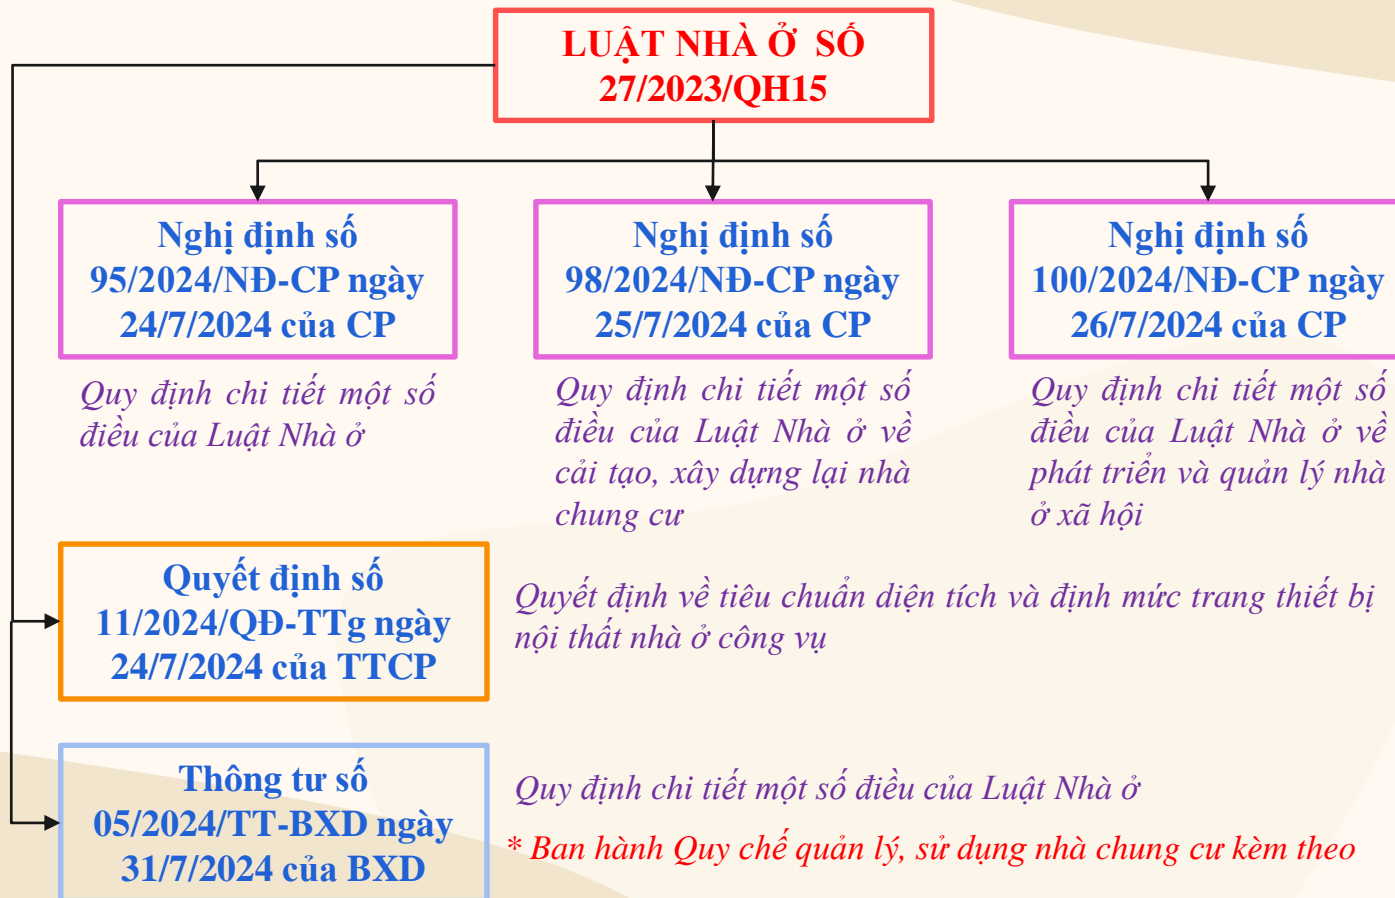 LUẬT NHÀ Ở SỐ
27/2023/QH15
Nghị định số
95/2024/NĐ-CP ngày
24/7/2024 của CP
Quy định chi tiết một số
điều của Luật Nhà ở
Nghị định số
98/2024/NĐ-CP ngày
25/7/2024 của CP
Quy định chi tiết một số
điều của Luật Nhà ở về
cải tạo, xây dựng lại nhà
chung cư
Nghị định số
100/2024/NĐ-CP ngày
26/7/2024 của CP
Quy định chi tiết một số
điều của Luật Nhà ở về
phát triển và quản lý nhà
ở xã hội
Quyết định số
11/2024/QĐ-TTg ngày
24/7/2024 của TTCP
Quyết định về tiêu chuẩn diện tích và định mức trang thiết bị
nội thất nhà ở công vụ
Thông tư số
05/2024/TT-BXD ngày
31/7/2024 của BXD
Quy định chi tiết một số điều của Luật Nhà ở
* Ban hành Quy chế quản lý, sử dụng nhà chung cư kèm theo